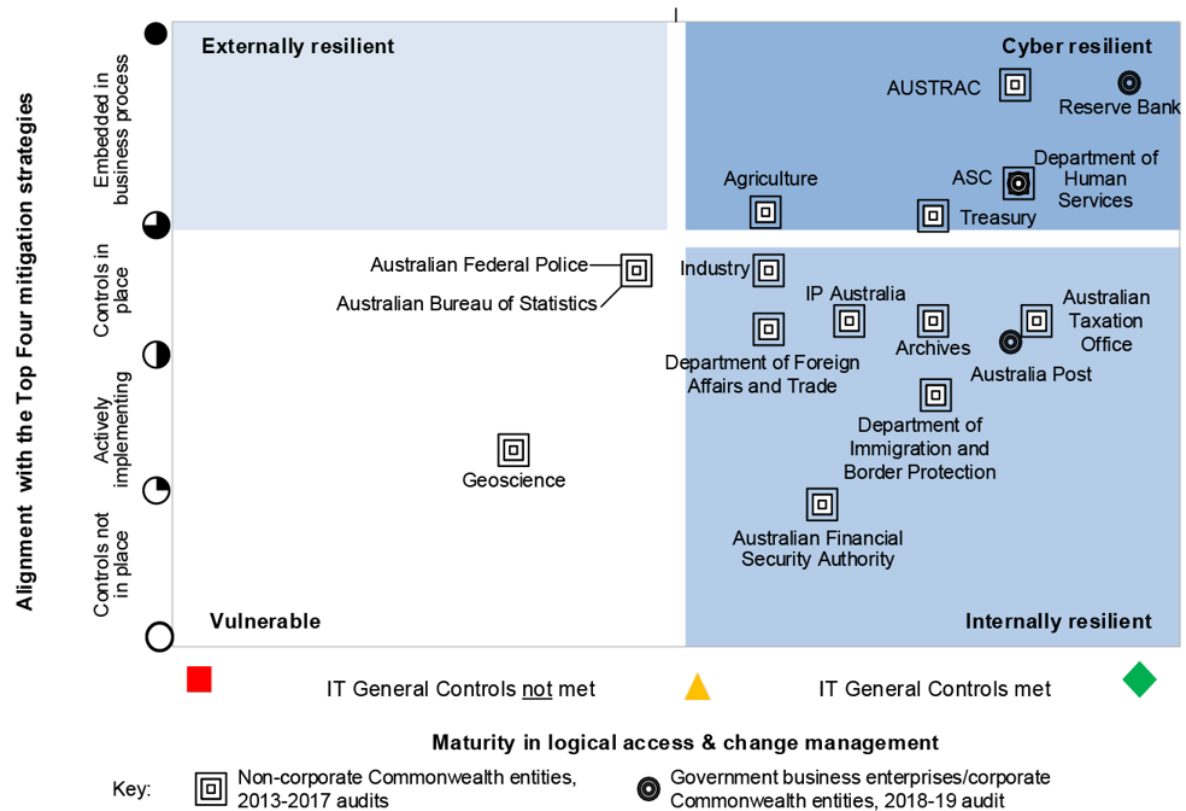 Alignment with the Top Four mitigation strategies
Embedded in
business process
Controls in
place
Actively
implementing
Controls not
in place
Externally resilient
Cyber resilient
AUSTRAC
Reserve Bank
Agriculture
ASC
Department of
Human
Services
Treasury
Australian Federal Police
Australian Bureau of Statistics
Industry
IP Australia
Archives
Australian
Taxation
Office
Department of Foreign
Affairs and Trade
Australia Post
Department of
Immigration and
Border Protection
Geoscience
Australian Financial
Security Authority
Vulnerable
Internally resilient
IT General Controls not met
IT General Controls met
Maturity in logical access & change management
Key:
Non-corporate Commonwealth entities,
2013-2017 audits
Government business enterprises/corporate
Commonwealth entities, 2018-19 audit